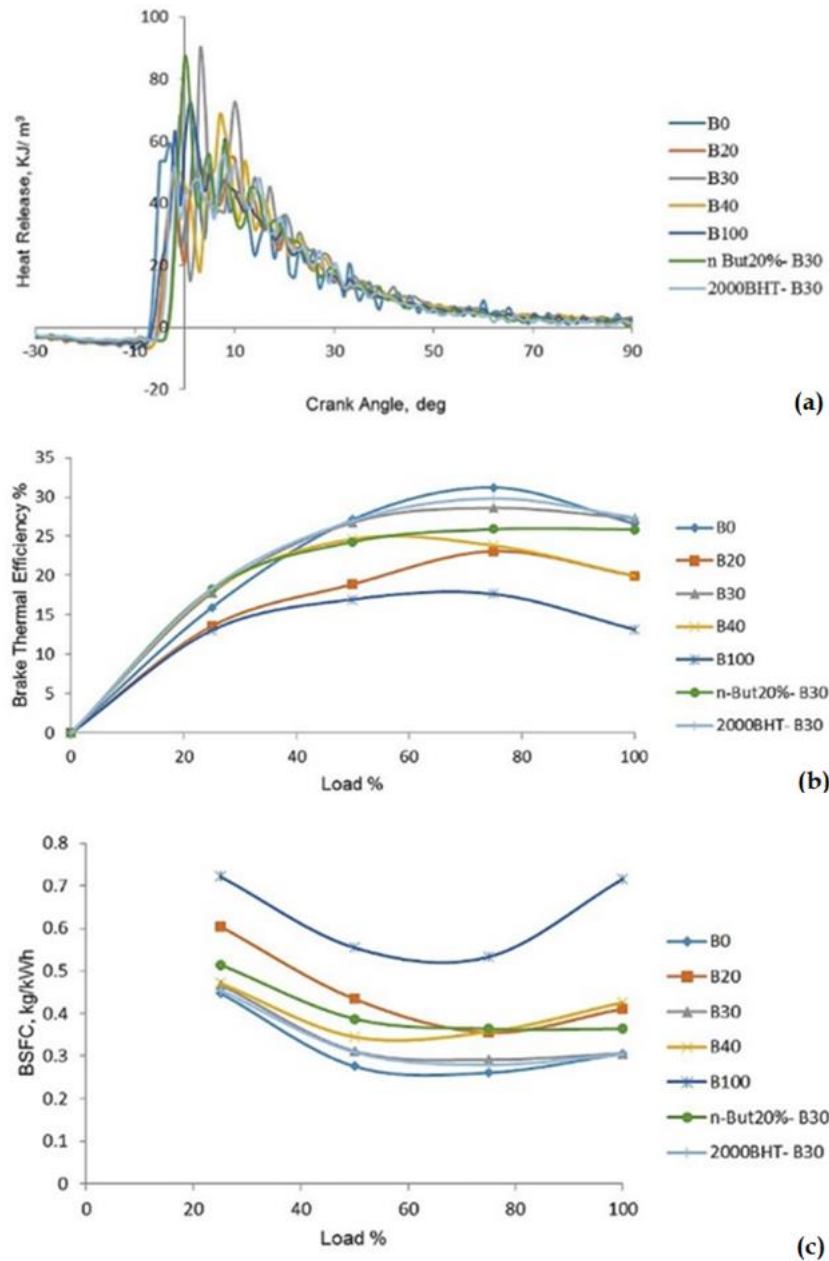 100
80
60
40
20
0
-20
-30
-10
10
30
50
70
90
Heat Release, KJ/ m³
Crank Angle, deg
B0
B20
B30
B40
B100
n But20%- B30
2000BHT- B30
(a)
35
30
25
20
15
10
5
0
0
20
40
60
80
100
Brake Thermal Efficiency %
Load %
B0
B20
B30
B40
B100
n-But20%- B30
2000BHT- B30
(b)
0.8
0.7
0.6
0.5
0.4
0.3
0.2
0.1
0
0
20
40
60
80
100
BSFC, kg/kWh
Load %
B0
B20
B30
B40
B100
n-But20%- B30
2000BHT- B30
(c)